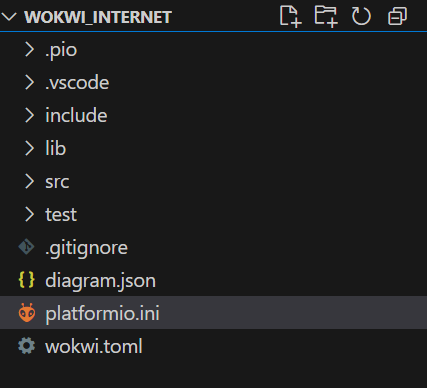 WOKWI_INTERNET
.pio
.vscode
include
lib
src
test
.gitignore
diagram.json
platformio.ini
wokwi.toml